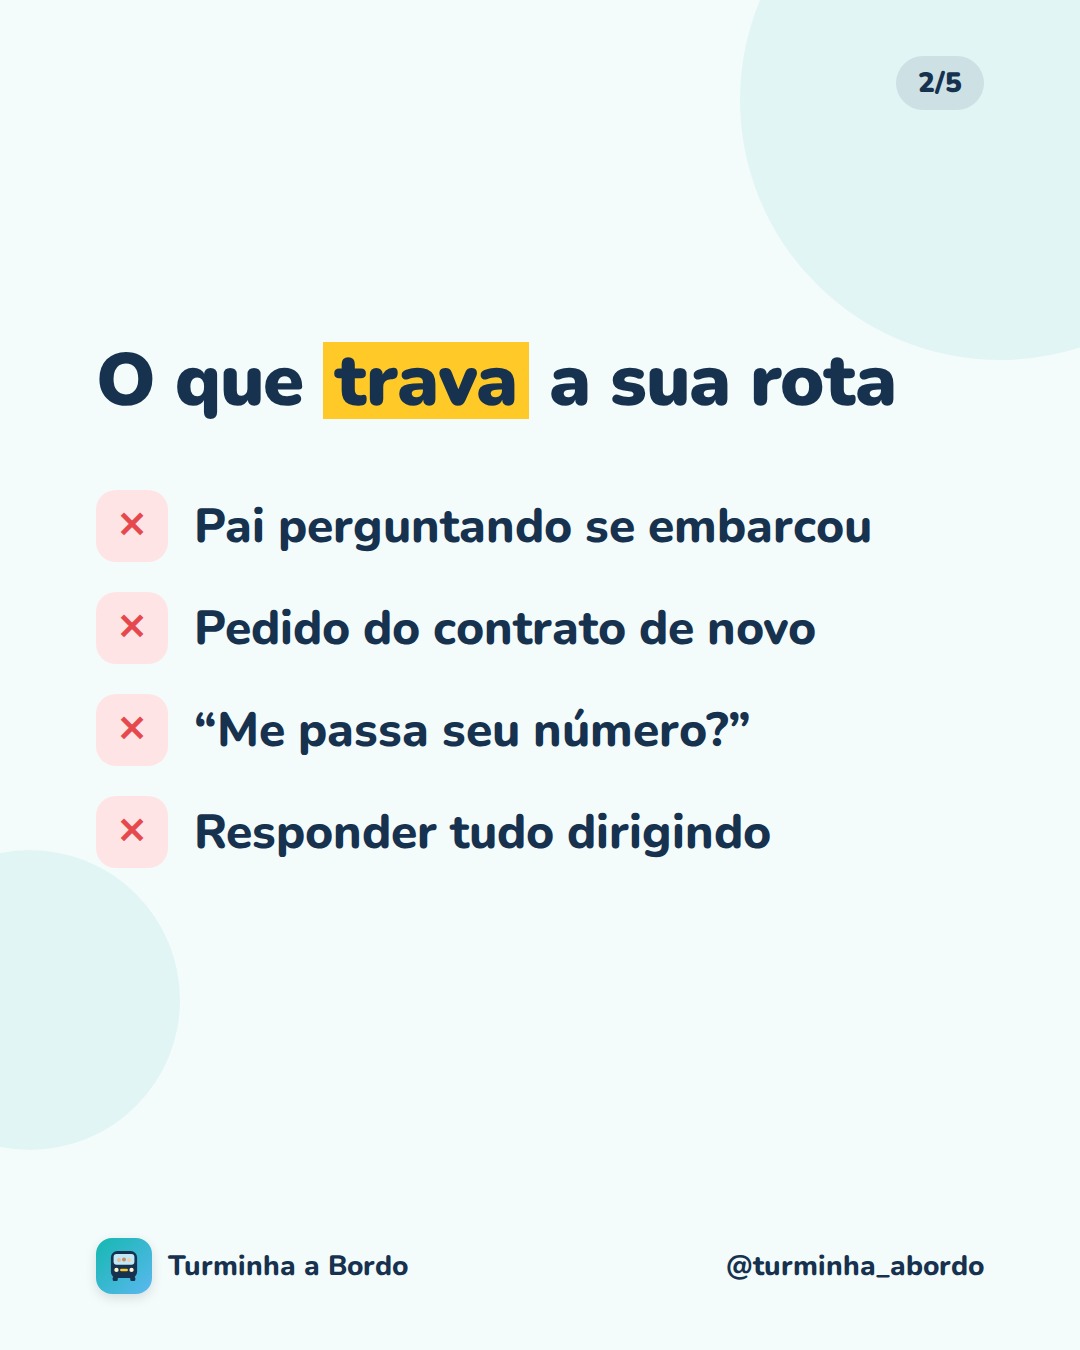 2/5
O que trava a sua rota
✕ Pai perguntando se embarcou
✕ Pedido do contrato de novo
✕ “Me passa seu número?”
✕ Responder tudo dirigindo
Turminha a Bordo
@turminha_abordo